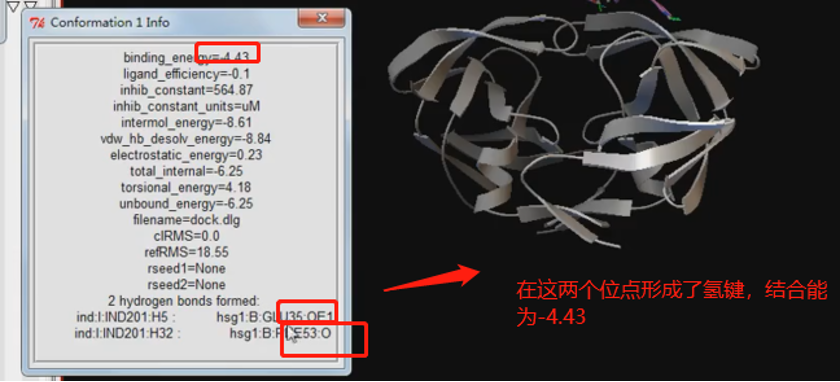 Conformation 1 Info
binding_energy=-4.43
ligand_efficiency=-0.1
inhib_constant=564.87
inhib_constant_units=uM
intermol_energy=-8.61
vdw_hb_desolv_energy=-8.84
electrostatic_energy=0.23
total_internal=-6.25
torsional_energy=4.18
unbound_energy=-6.25
filename=dock.dlg
clRMS=0.0
refRMS=18.55
rseed1=None
rseed2=None
2 hydrogen bonds formed:
ind:I:IND201:H5 : hsg1:B:GLU35:OE1
ind:I:IND201:H32 :
在这两个位点形成了氢键，结合能
为-4.43